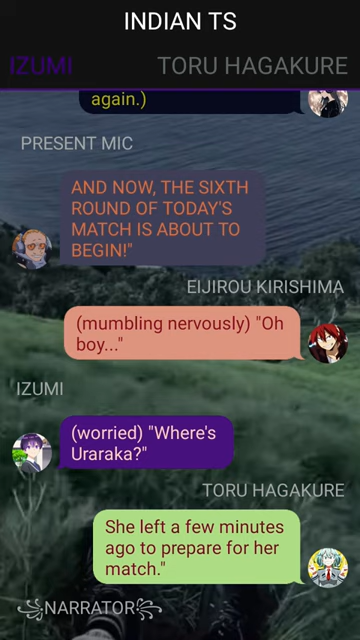 INDIAN TS
IZUMI TORU HAGAKURE
again.)
PRESENT MIC
AND NOW, THE SIXTH
ROUND OF TODAY'S
MATCH IS ABOUT TO
BEGIN!"
EIJIROU KIRISHIMA
(mumbling nervously) "Oh
boy..."
IZUMI
(worried) "Where's
Uraraka?"
TORU HAGAKURE
She left a few minutes
ago to prepare for her
match."
꧁NARRATOR꧂